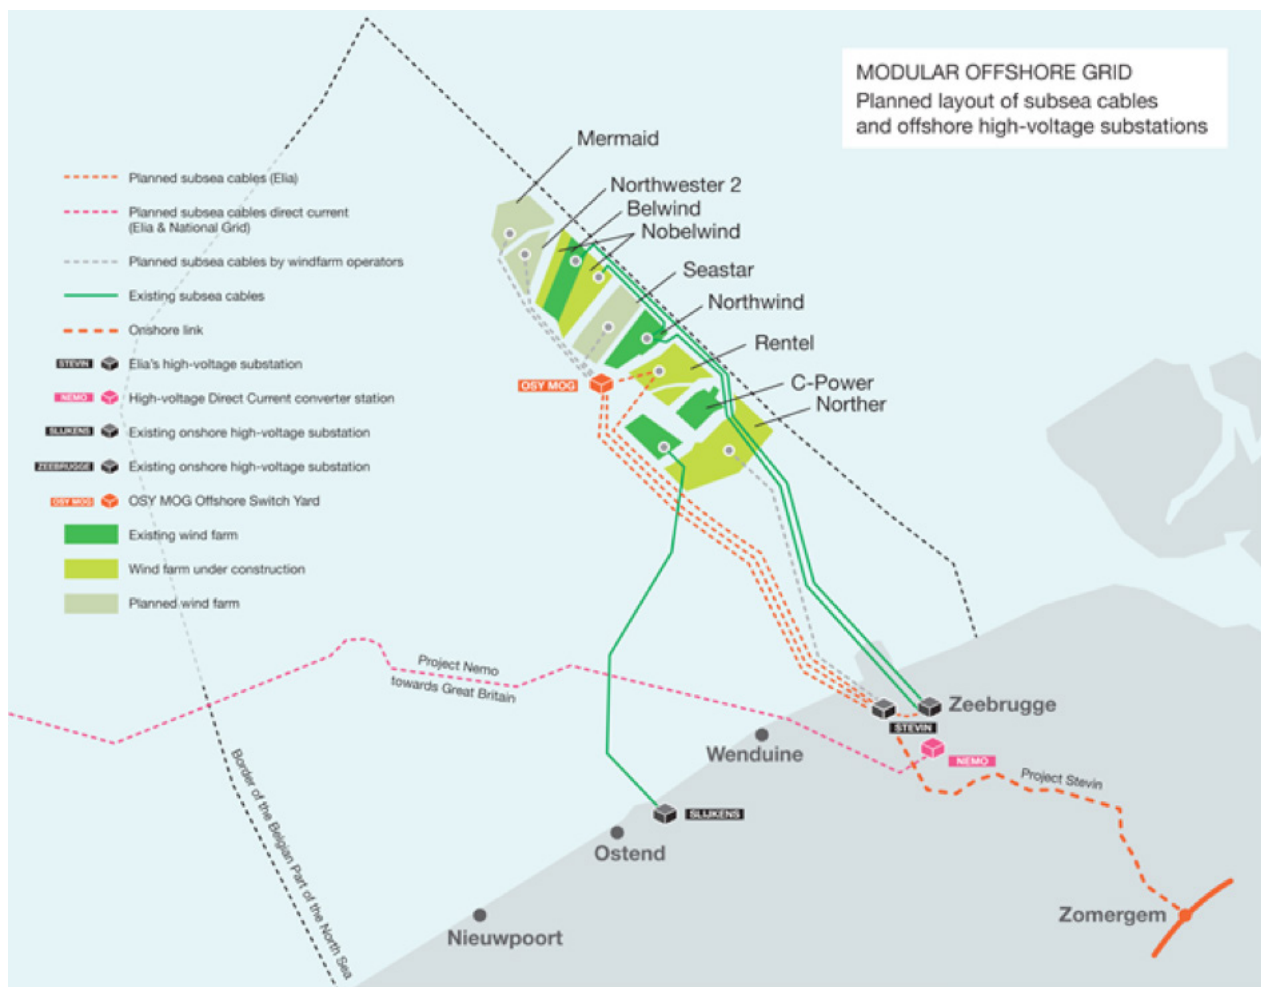 MODULAR OFFSHORE GRID
Planned layout of subsea cables
and offshore high-voltage substations
Mermaid
Northwester 2
Belwind
Nobelwind
Seastar
Northwind
Rentel
C-Power
Norther
OSY MOG
Planned subsea cables (Elia)
Planned subsea cables direct current
(Elia & National Grid)
Planned subsea cables by windfarm operators
Existing subsea cables
Onshore link
STEVIN Elia's high-voltage substation
NEMO High-voltage Direct Current converter station
SLIJKENS Existing onshore high-voltage substation
ZEEBRUGGE Existing onshore high-voltage substation
OSY MOG OSY MOG Offshore Switch Yard
Existing wind farm
Wind farm under construction
Planned wind farm
Project Nemo
towards Great Britain
Border of the Belgian Part of the North Sea
Zeebrugge
STEVIN
NEMO
Wenduine
Project Stevin
SLIJKENS
Ostend
Zomergem
Nieuwpoort